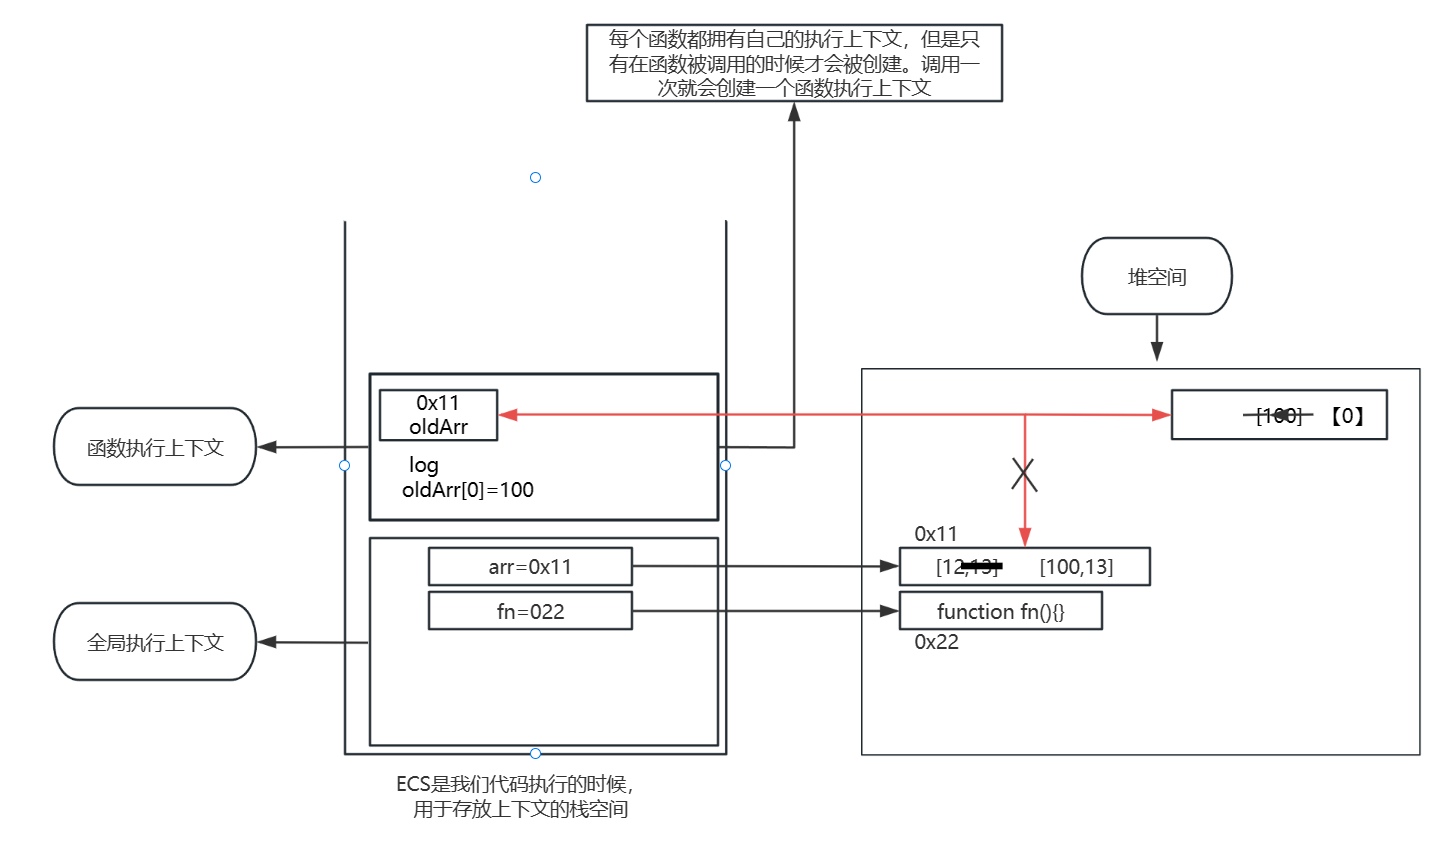 每个函数都拥有自己的执行上下文，但是只
有在函数被调用的时候才会被创建。调用一
次就会创建一个函数执行上下文
堆空间
函数执行上下文
0x11
oldArr
log
oldArr[0]=100
[100] 【0】
全局执行上下文
arr=0x11
fn=022
0x11
[12,13] [100,13]
function fn(){}
0x22
ECS是我们代码执行的时候，
用于存放上下文的栈空间